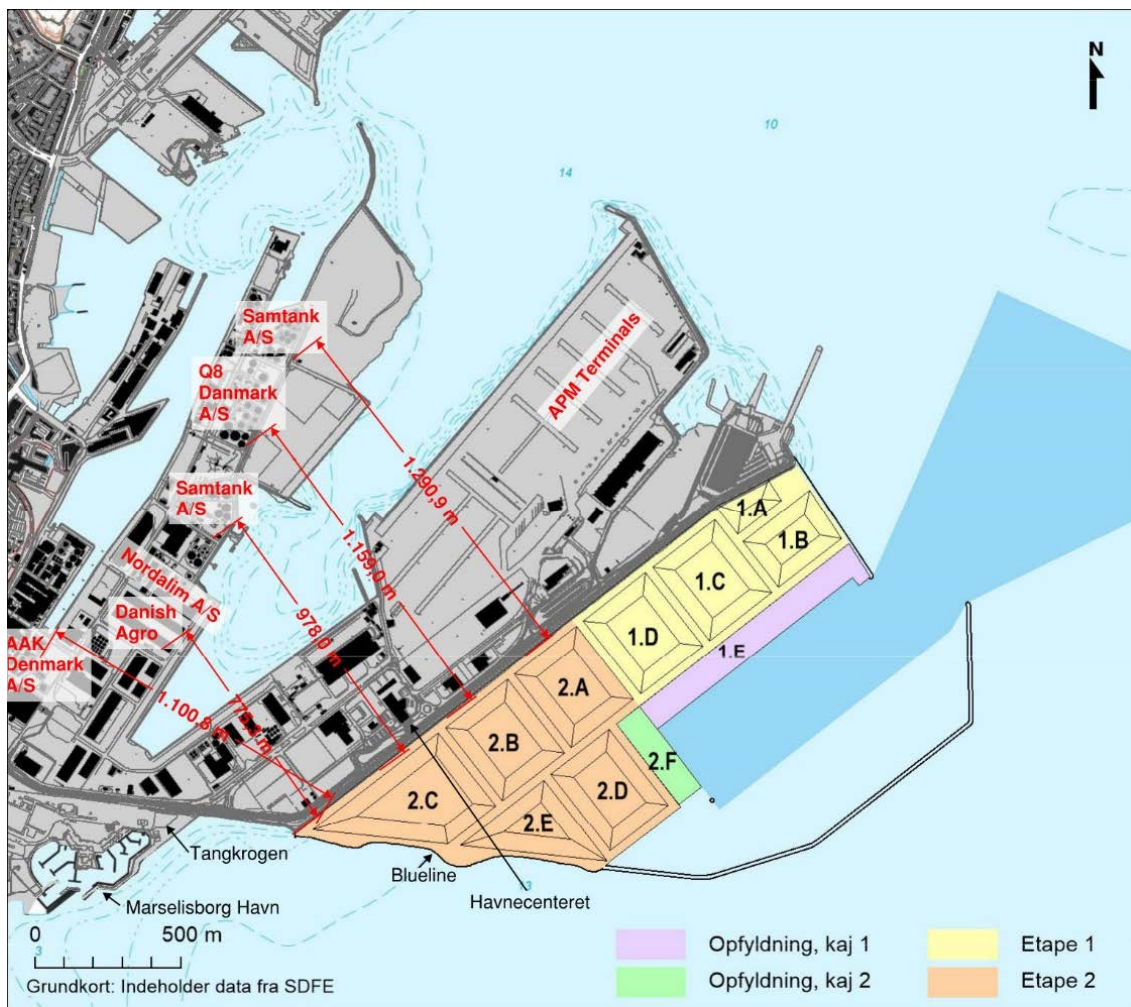 N
10
14
Samtank
A/S
Q8
Danmark
A/S
APM Terminals
1.290,9 m
Samtank
A/S
1.159,0 m
1.A
1.B
1.C
Nordalim A/S
978,0 m
1.D
Danish
Agro
AAK
Denmark
A/S
1.E
2.A
1.100,8 m
2.B
2.F
2.C
2.D
2.E
Tangkrogen
Blueline
13
Havnecenteret
Marselisborg Havn
0 500 m
3
Grundkort: Indeholder data fra SDFE
Opfyldning, kaj 1
Etape 1
Opfyldning, kaj 2
Etape 2